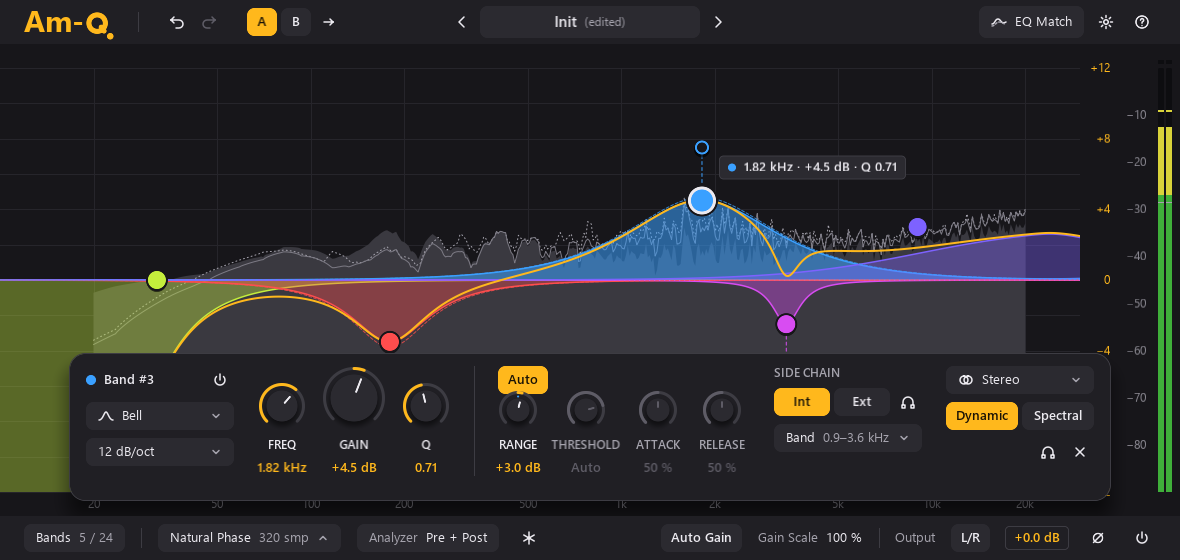 Am-Q
A B
Init (edited)
EQ Match
+12
-10
+8
1.82 kHz · +4.5 dB · Q 0.71
-20
+4 -30
-40
0
-50
-4 -60
Band #3
Bell
12 dB/oct
FREQ
1.82 kHz
GAIN
+4.5 dB
Q
0.71
Auto
RANGE
+3.0 dB
THRESHOLD
Auto
ATTACK
50 %
RELEASE
50 %
SIDE CHAIN
Int Ext
Band 0.9–3.6 kHz
Stereo
Dynamic Spectral
-70
-80
20 50 100 200 500 1k 2k 5k 10k 20k
Bands 5 / 24
Natural Phase 320 smp
Analyzer Pre + Post
Auto Gain
Gain Scale 100 %
Output L/R +0.0 dB